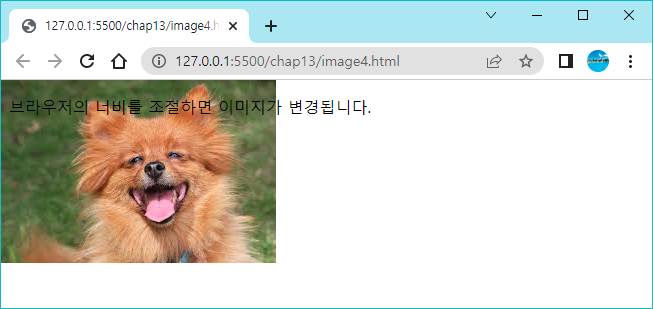 127.0.0.1:5500/chap13/image4.h
127.0.0.1:5500/chap13/image4.html
브라우저의 너비를 조절하면 이미지가 변경됩니다.